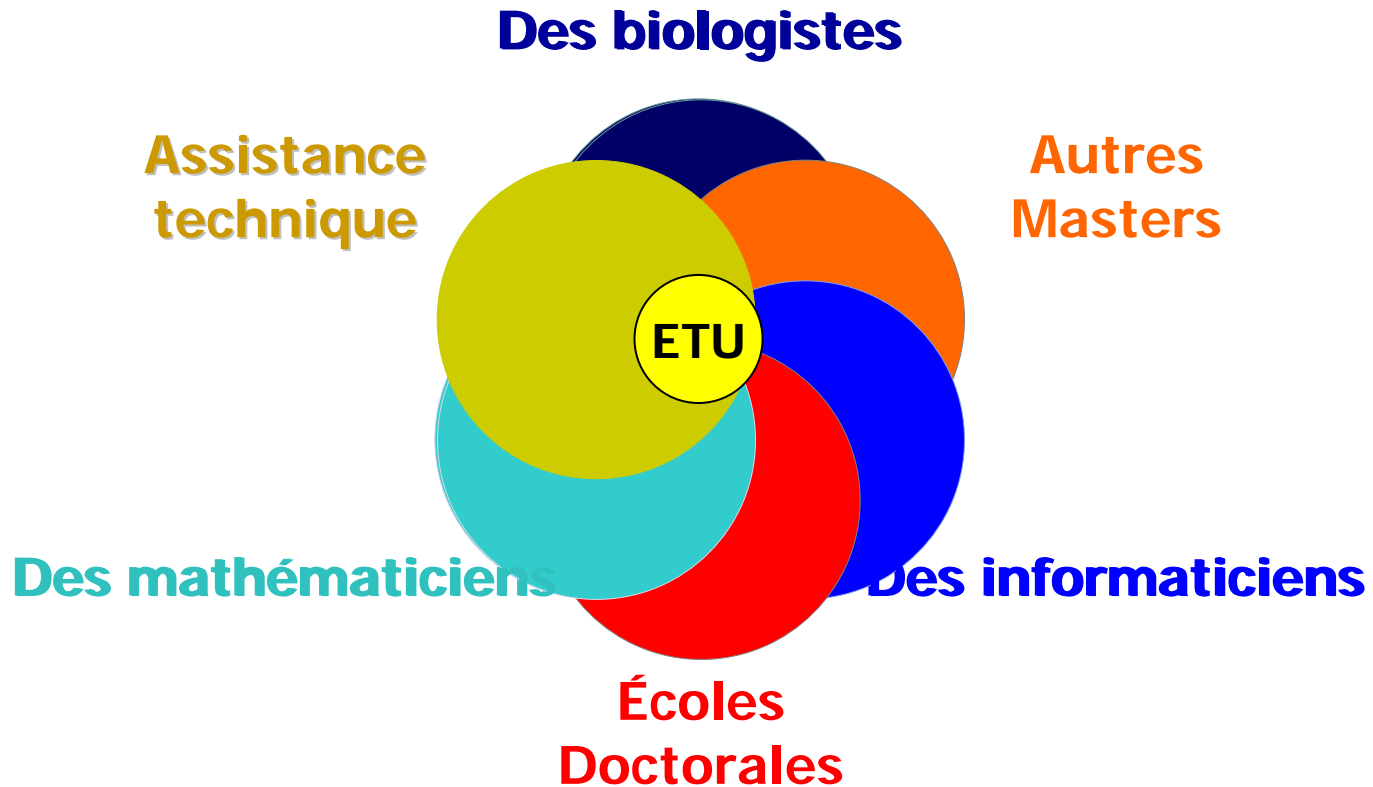 Des biologistes
Assistance
technique
Autres
Masters
ETU
Des mathématiciens
Des informaticiens
Écoles
Doctorales